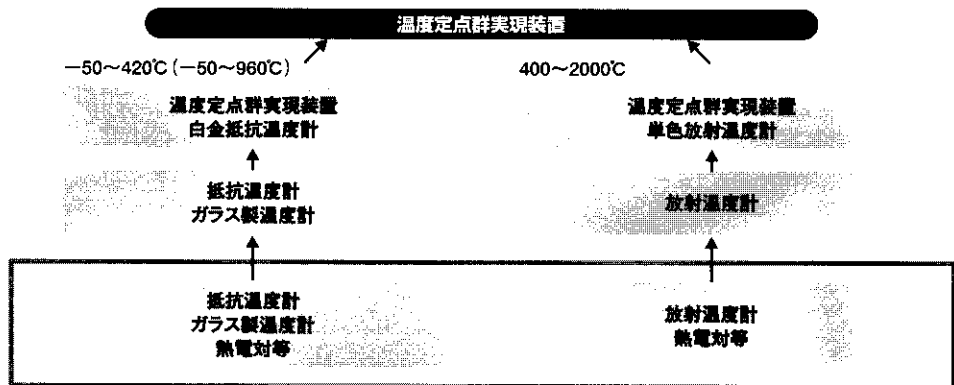 温度定点群実現装置
－50～420℃（－50～960℃）
400～2000℃
温度定点群実現装置
白金抵抗温度計
温度定点群実現装置
単色放射温度計
抵抗温度計
ガラス製温度計
放射温度計
抵抗温度計
ガラス製温度計
熱電対等
放射温度計
熱電対等